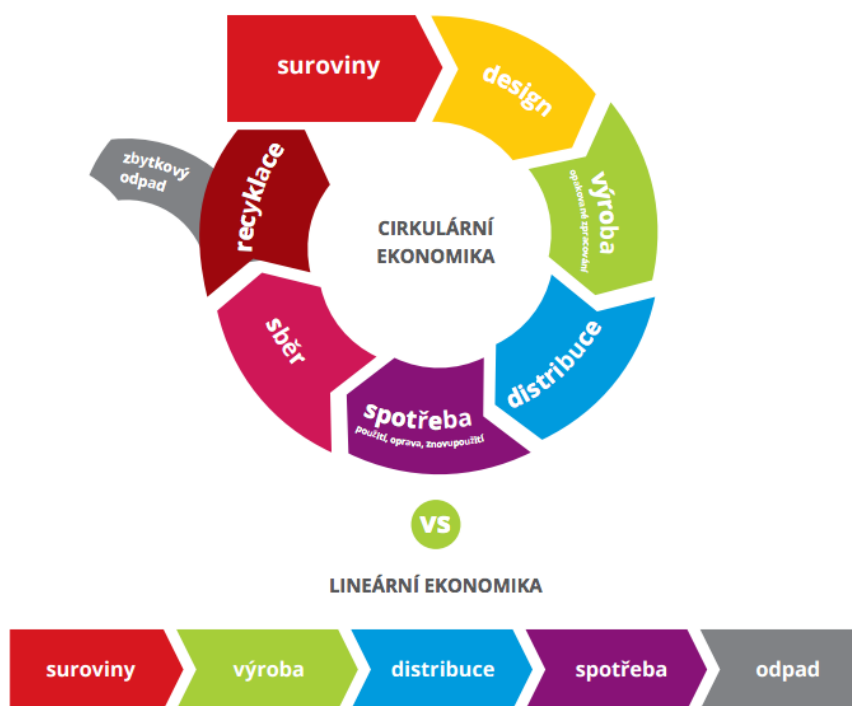 suroviny
design
výroba
opakované zpracování
distribuce
spotřeba
použití, oprava, znovupoužití
sběr
recyklace
zbytkový
odpad
CIRKULÁRNÍ
EKONOMIKA
vs
LINEÁRNÍ EKONOMIKA
suroviny
výroba
distribuce
spotřeba
odpad